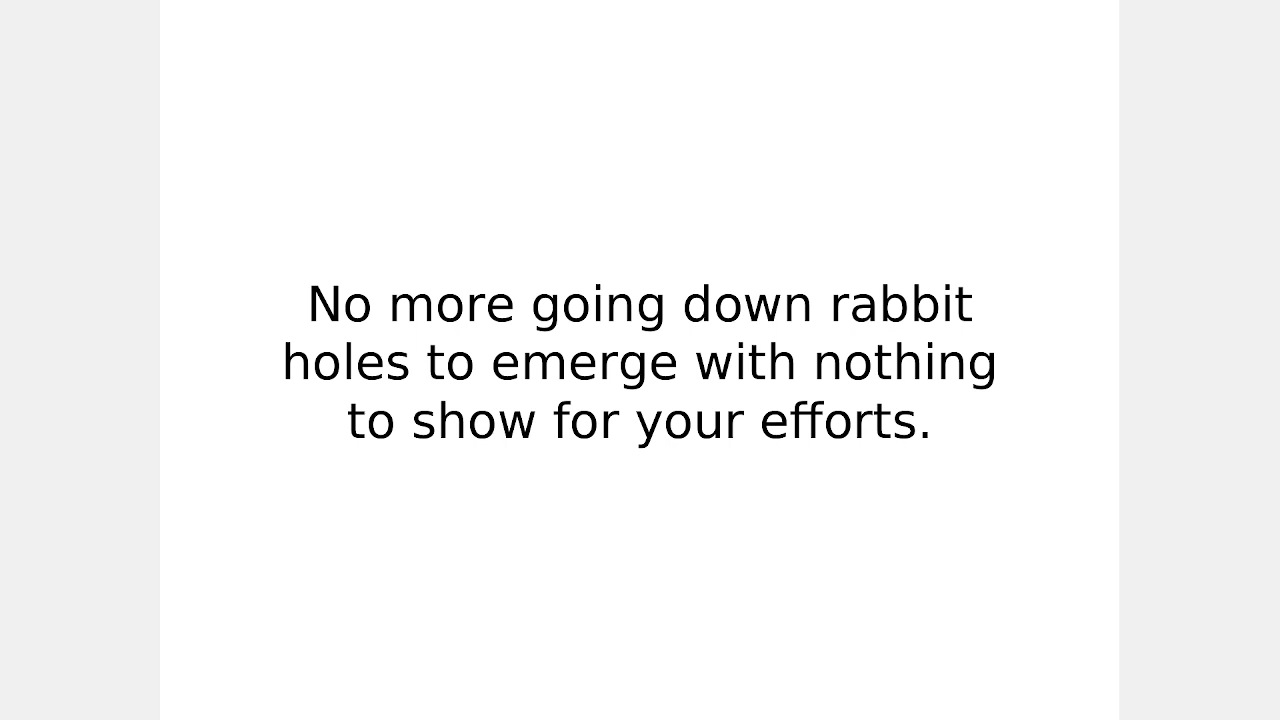 No more going down rabbit
holes to emerge with nothing
to show for your efforts.